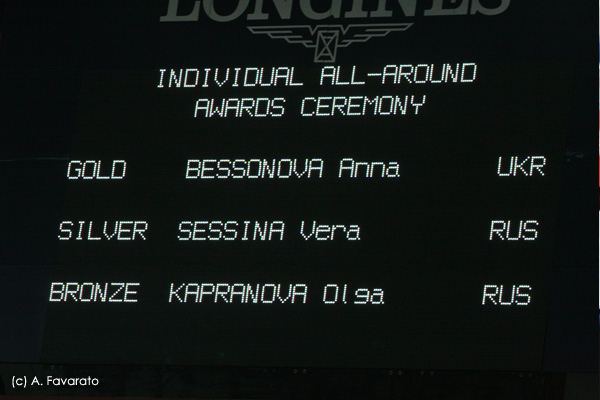 LONGINES
INDIVIDUAL ALL-AROUND
AWARDS CEREMONY
GOLD BESSONOVA Anna UKR
SILVER SESSINA Vera RUS
BRONZE KAPRANOVA Olga RUS
(c) A. Favarato